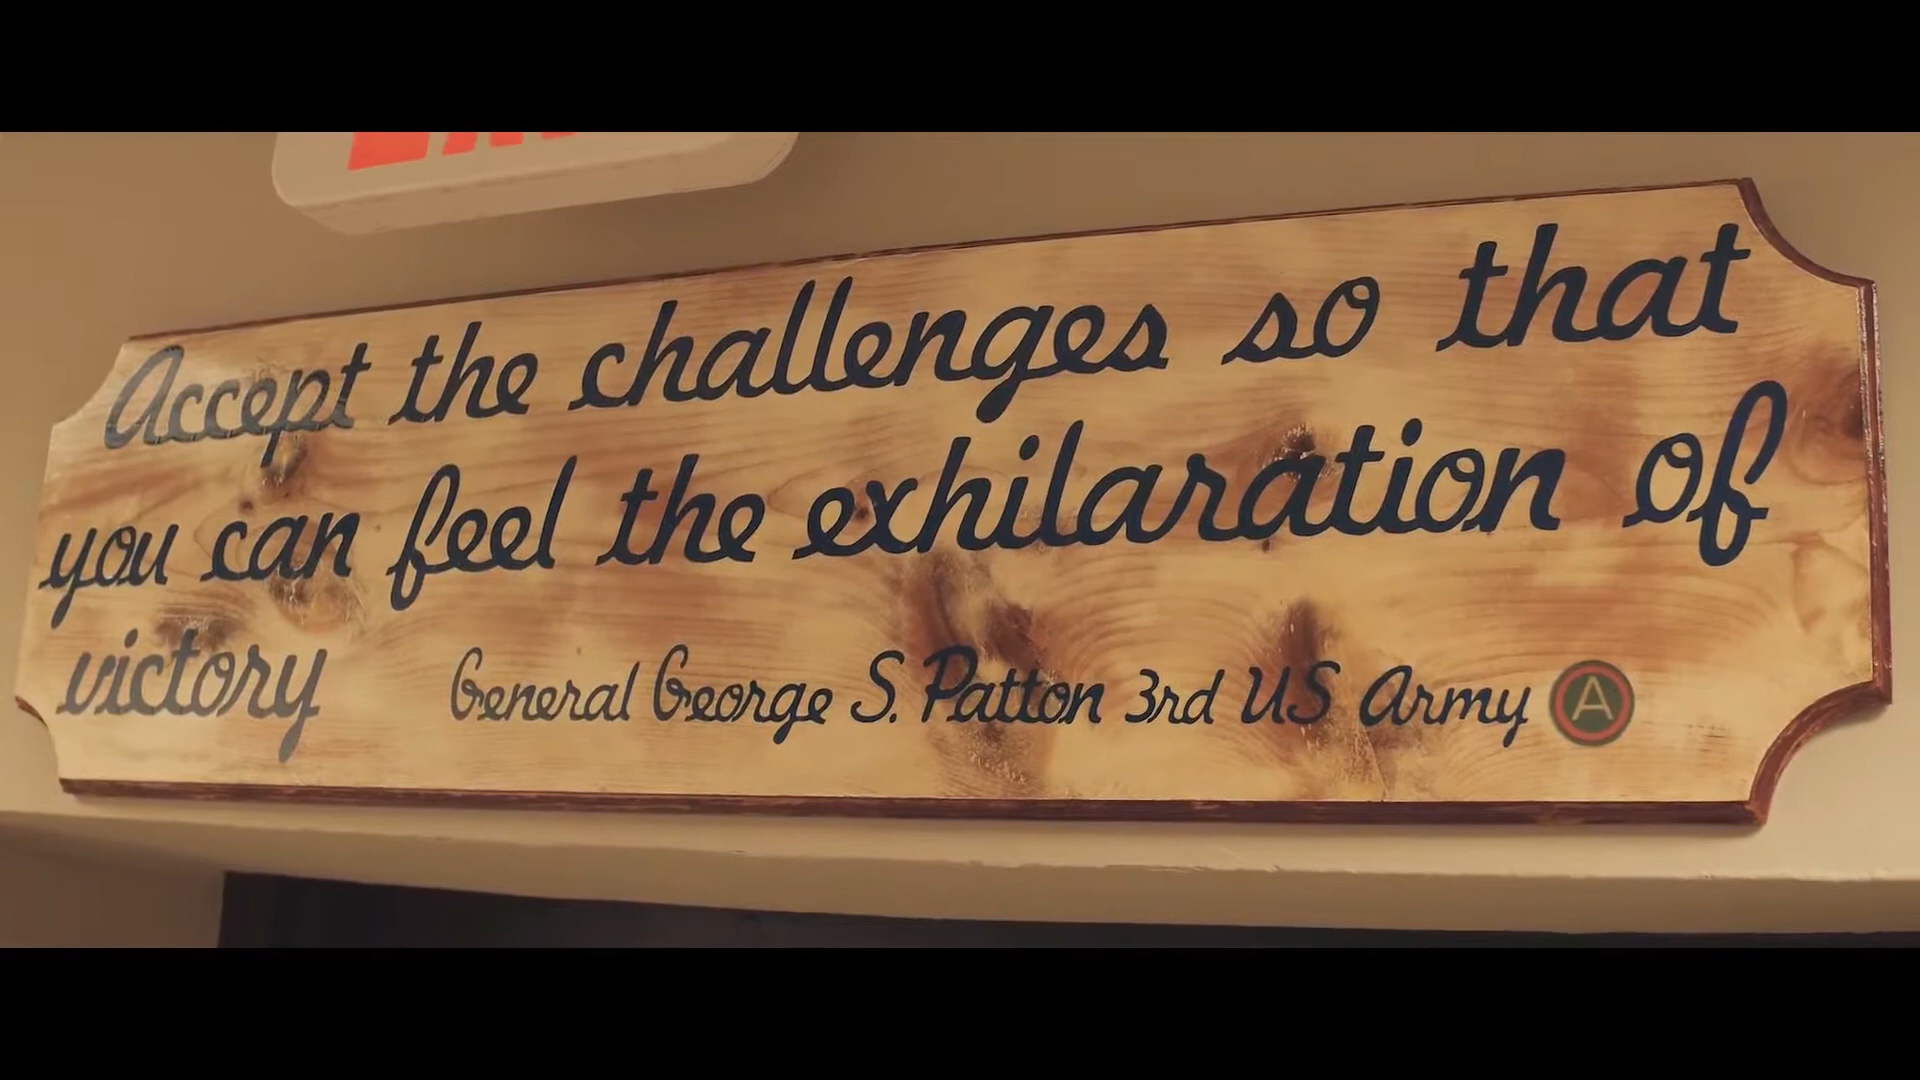 Accept the challenges so that
you can feel the exhilaration of
victory General George S. Patton 3rd US Army A